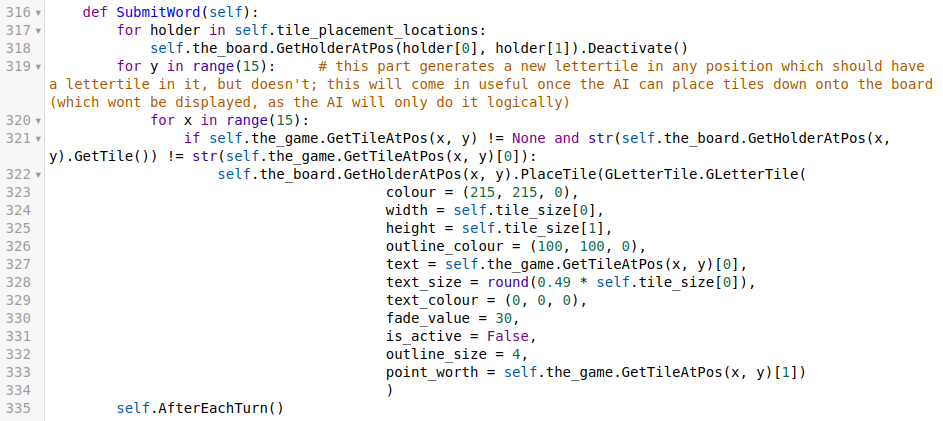 316 def SubmitWord(self):
317 for holder in self.tile_placement_locations:
318 self.the_board.GetHolderAtPos(holder[0], holder[1]).Deactivate()
319 for y in range(15):     # this part generates a new lettertile in any position which should have
a lettertile in it, but doesn't; this will come in useful once the AI can place tiles down onto the board
(which wont be displayed, as the AI will only do it logically)
320 for x in range(15):
321 if self.the_game.GetTileAtPos(x, y) != None and str(self.the_board.GetHolderAtPos(x,
y).GetTile()) != str(self.the_game.GetTileAtPos(x, y)[0]):
322 self.the_board.GetHolderAtPos(x, y).PlaceTile(GLetterTile.GLetterTile(
323 colour = (215, 215, 0),
324 width = self.tile_size[0],
325 height = self.tile_size[1],
326 outline_colour = (100, 100, 0),
327 text = self.the_game.GetTileAtPos(x, y)[0],
328 text_size = round(0.49 * self.tile_size[0]),
329 text_colour = (0, 0, 0),
330 fade_value = 30,
331 is_active = False,
332 outline_size = 4,
333 point_worth = self.the_game.GetTileAtPos(x, y)[1])
334 )
335 self.AfterEachTurn()